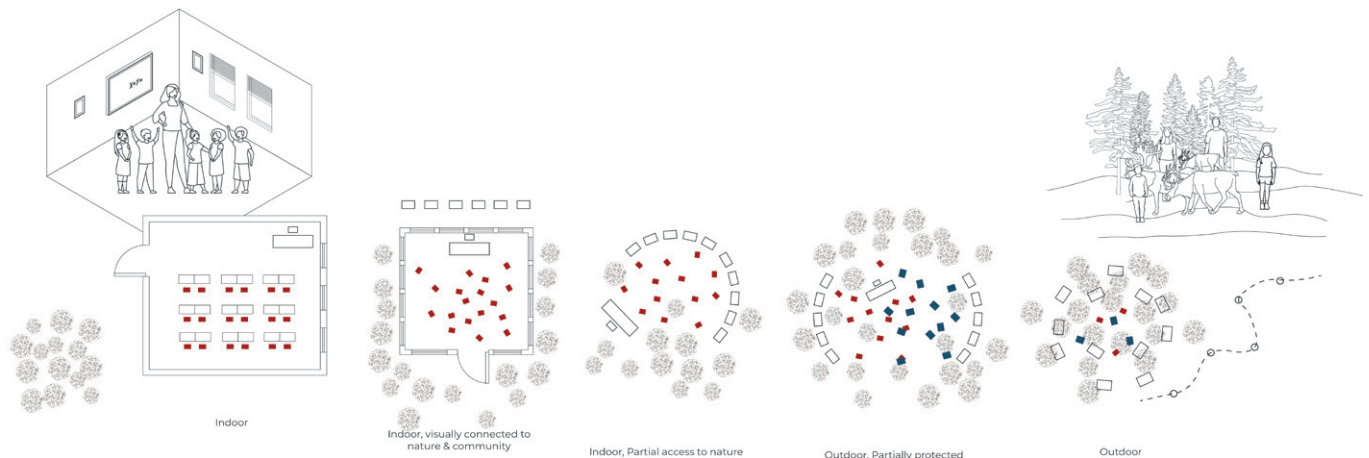 Indoor
Indoor, visually connected to
nature & community
Indoor, Partial access to nature
Outdoor, Partially protected
Outdoor